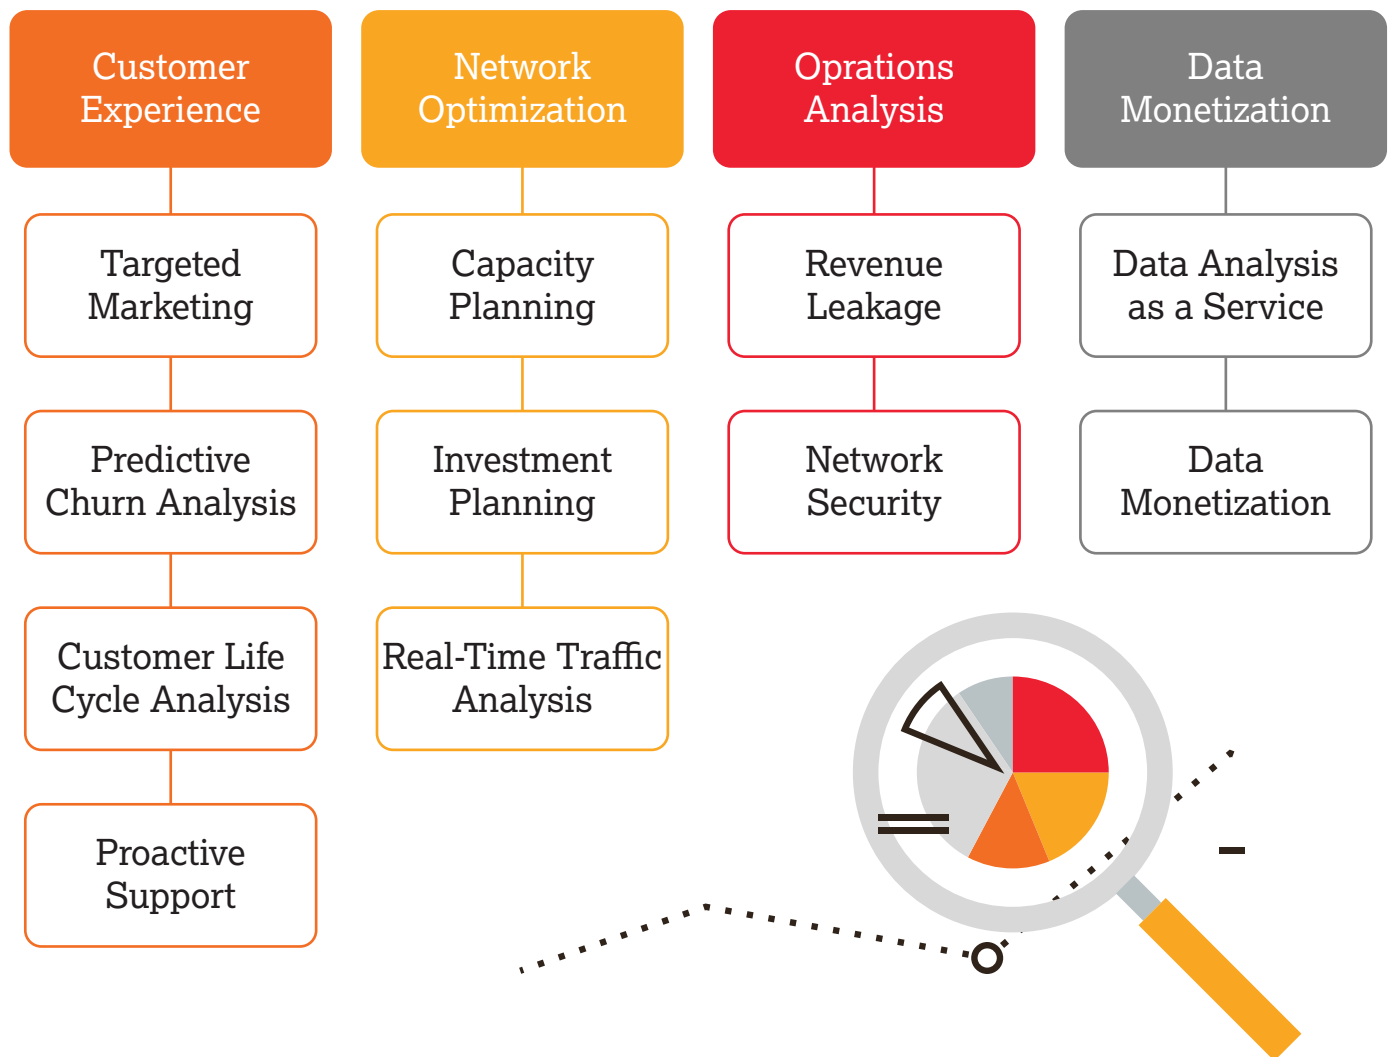 Customer
Experience
Targeted
Marketing
Predictive
Churn Analysis
Customer Life
Cycle Analysis
Proactive
Support
Network
Optimization
Capacity
Planning
Investment
Planning
Real-Time Traffic
Analysis
Oprations
Analysis
Revenue
Leakage
Network
Security
Data
Monetization
Data Analysis
as a Service
Data
Monetization